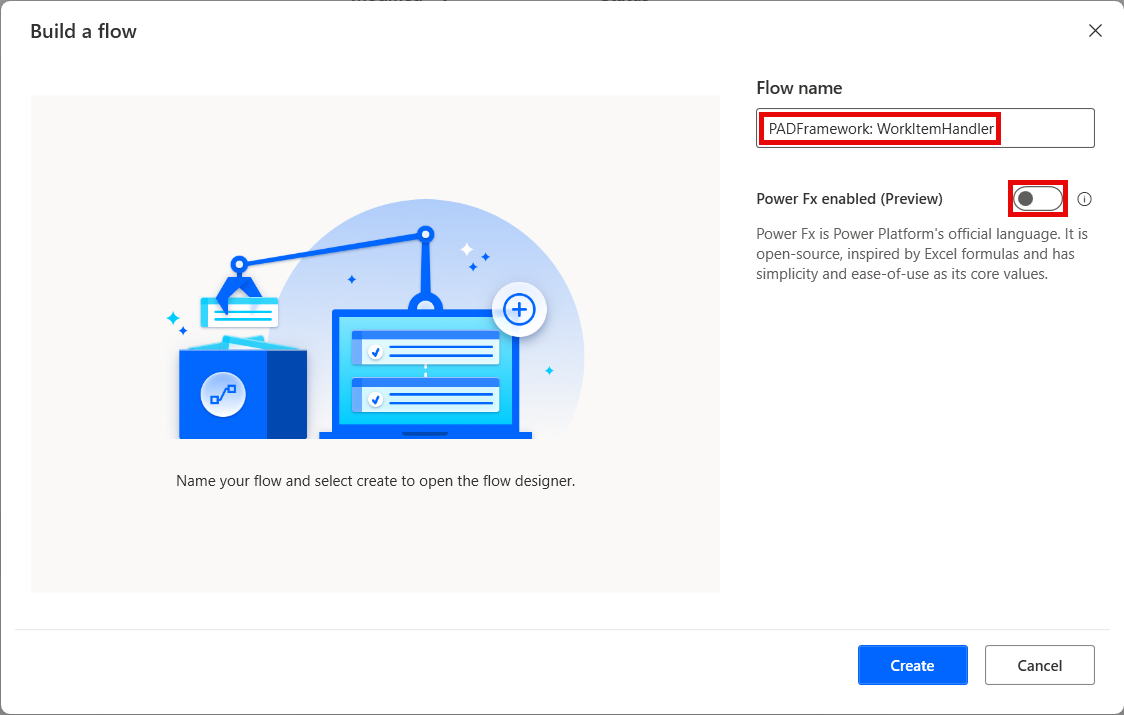 Build a flow
Flow name
PADFramework: WorkItemHandler
Power Fx enabled (Preview)
Power Fx is Power Platform's official language. It is
open-source, inspired by Excel formulas and has
simplicity and ease-of-use as its core values.
Name your flow and select create to open the flow designer.
Create
Cancel